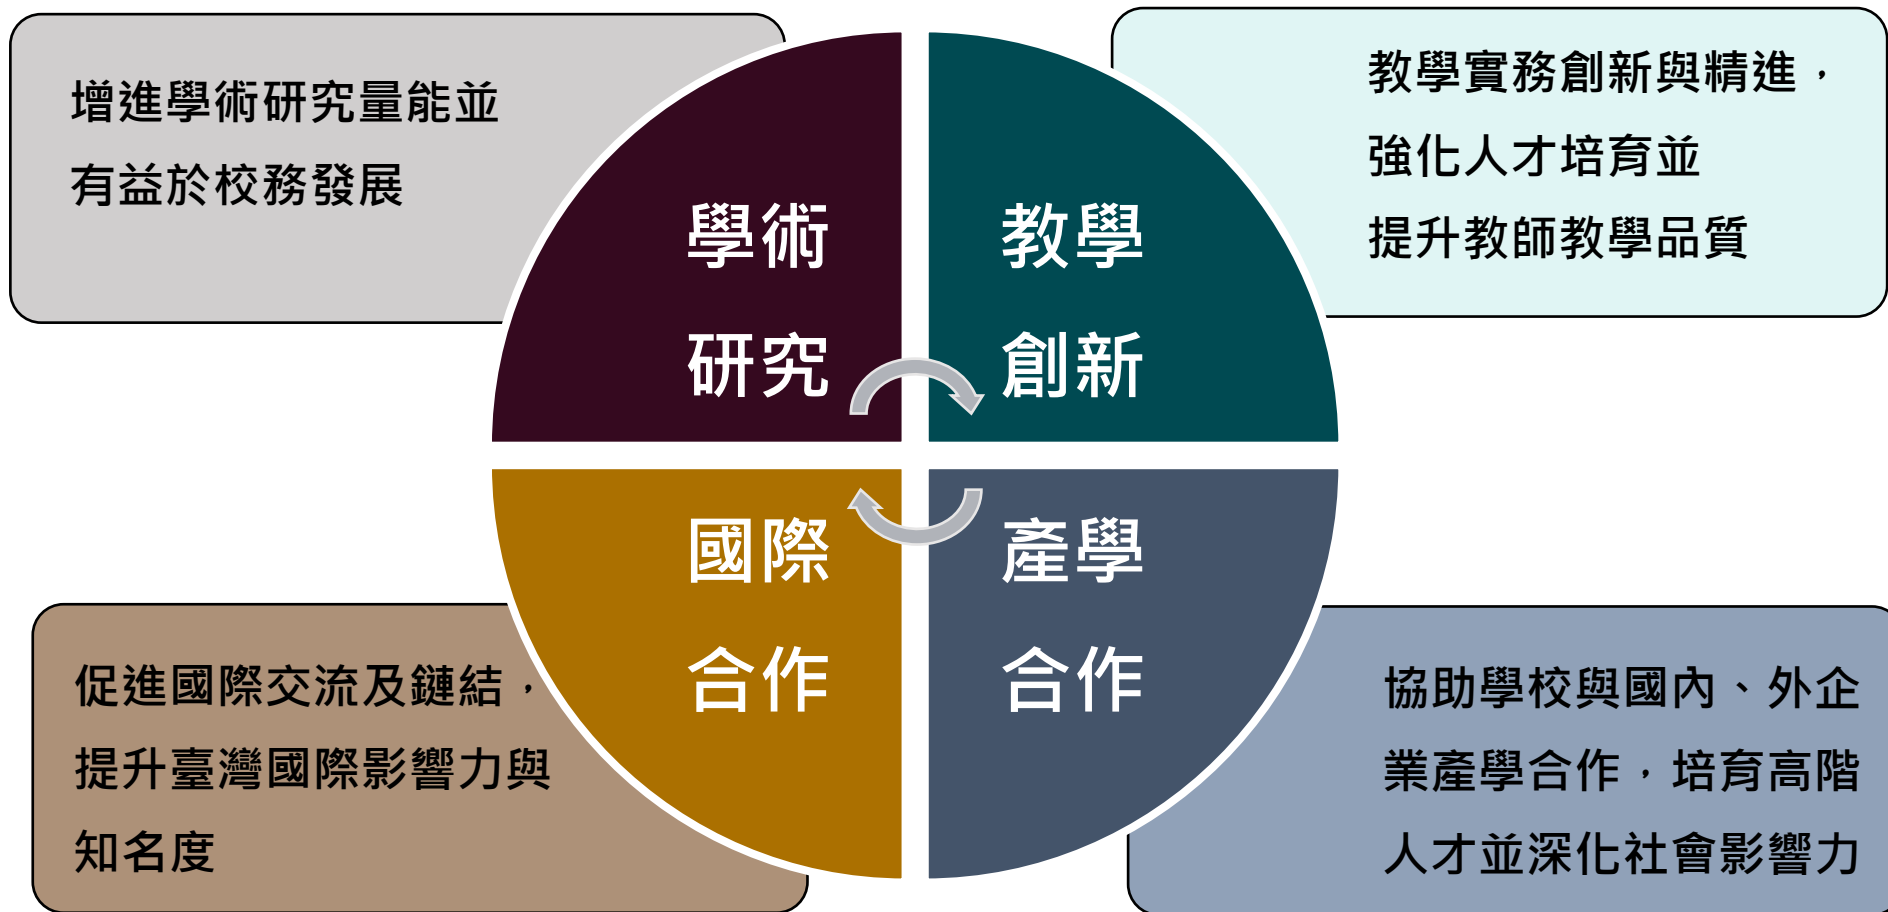 增進學術研究量能並
有益於校務發展
學術
研究
教學
創新
教學實務創新與精進，
強化人才培育並
提升教師教學品質
促進國際交流及鏈結，
提升臺灣國際影響力與
知名度
國際
合作
產學
合作
協助學校與國內、外企
業產學合作，培育高階
人才並深化社會影響力